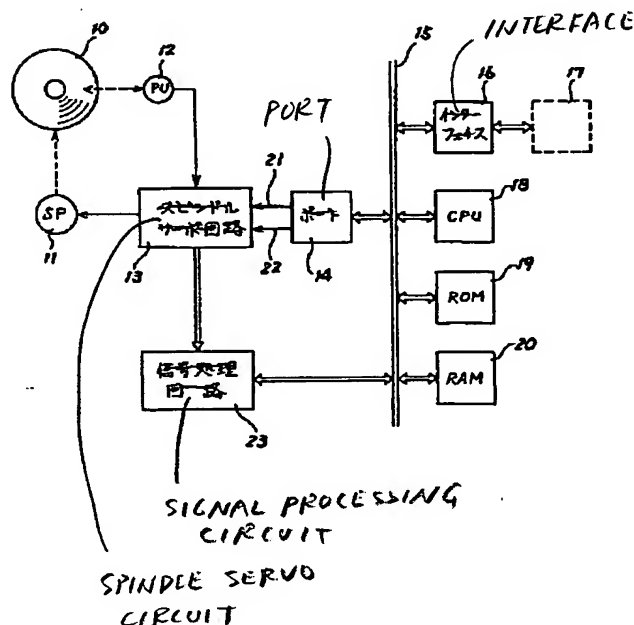 10
12
PU
15
INTERFACE
16
インター
フェイス
17
PORT
21
22
SP
11
スピンドル
サーボ回路
13
ポート
14
18
CPU
19
ROM
20
RAM
信号処理
回路
23
SIGNAL PROCESSING
CIRCUIT
SPINDLE SERVO
CIRCUIT